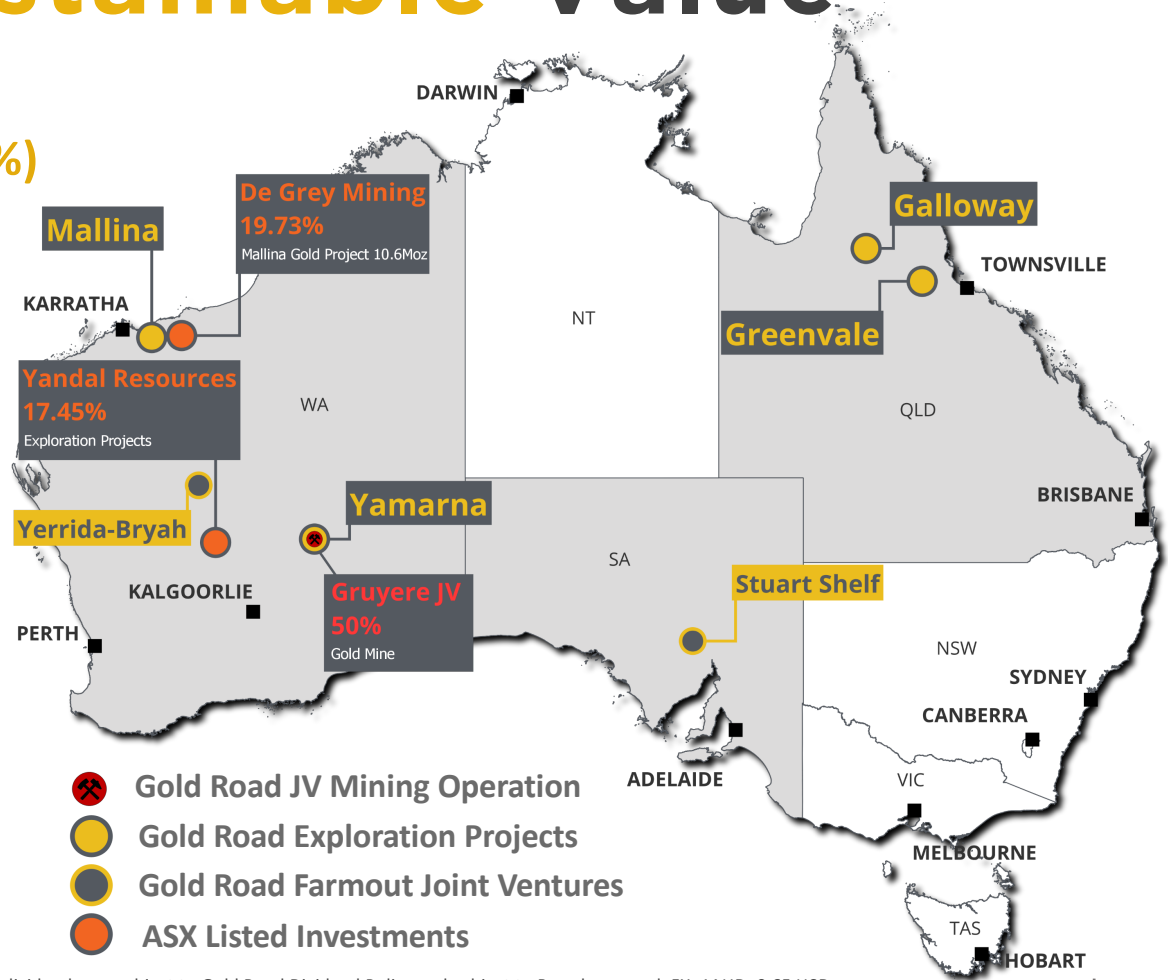 Value
%)
DARWIN
De Grey Mining
19.73%
Mallina Gold Project 10.6Moz
Mallina
Galloway
TOWNSVILLE
KARRATHA
NT
Greenvale
Yandal Resources
17.45%
Exploration Projects
WA
QLD
Yamarna
BRISBANE
Yerrida-Bryah
SA
Stuart Shelf
KALGOORLIE
Gruyere JV
50%
Gold Mine
PERTH
NSW
SYDNEY
CANBERRA
ADELAIDE
VIC
MELBOURNE
TAS
HOBART
Gold Road JV Mining Operation
Gold Road Exploration Projects
Gold Road Farmout Joint Ventures
ASX Listed Investments